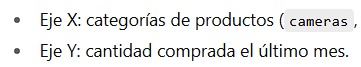 • Eje X: categorías de productos (cameras,
• Eje Y: cantidad comprada el último mes.